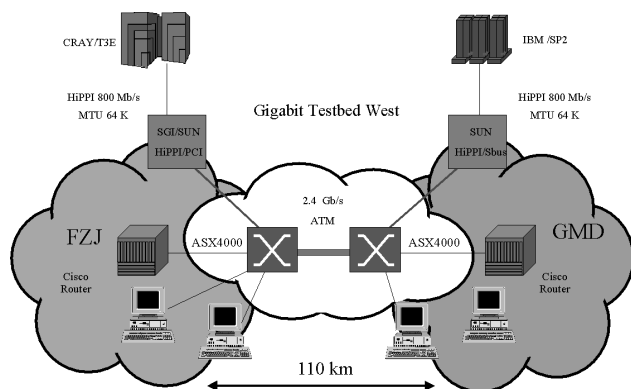 CRAY/T3E
IBM /SP2
HiPPI 800 Mb/s
MTU 64 K
Gigabit Testbed West
HiPPI 800 Mb/s
MTU 64 K
SGI/SUN
HiPPI/PCI
SUN
HiPPI/Sbus
2.4 Gb/s
ATM
FZJ
ASX4000
ASX4000
GMD
Cisco
Router
Cisco
Router
110 km